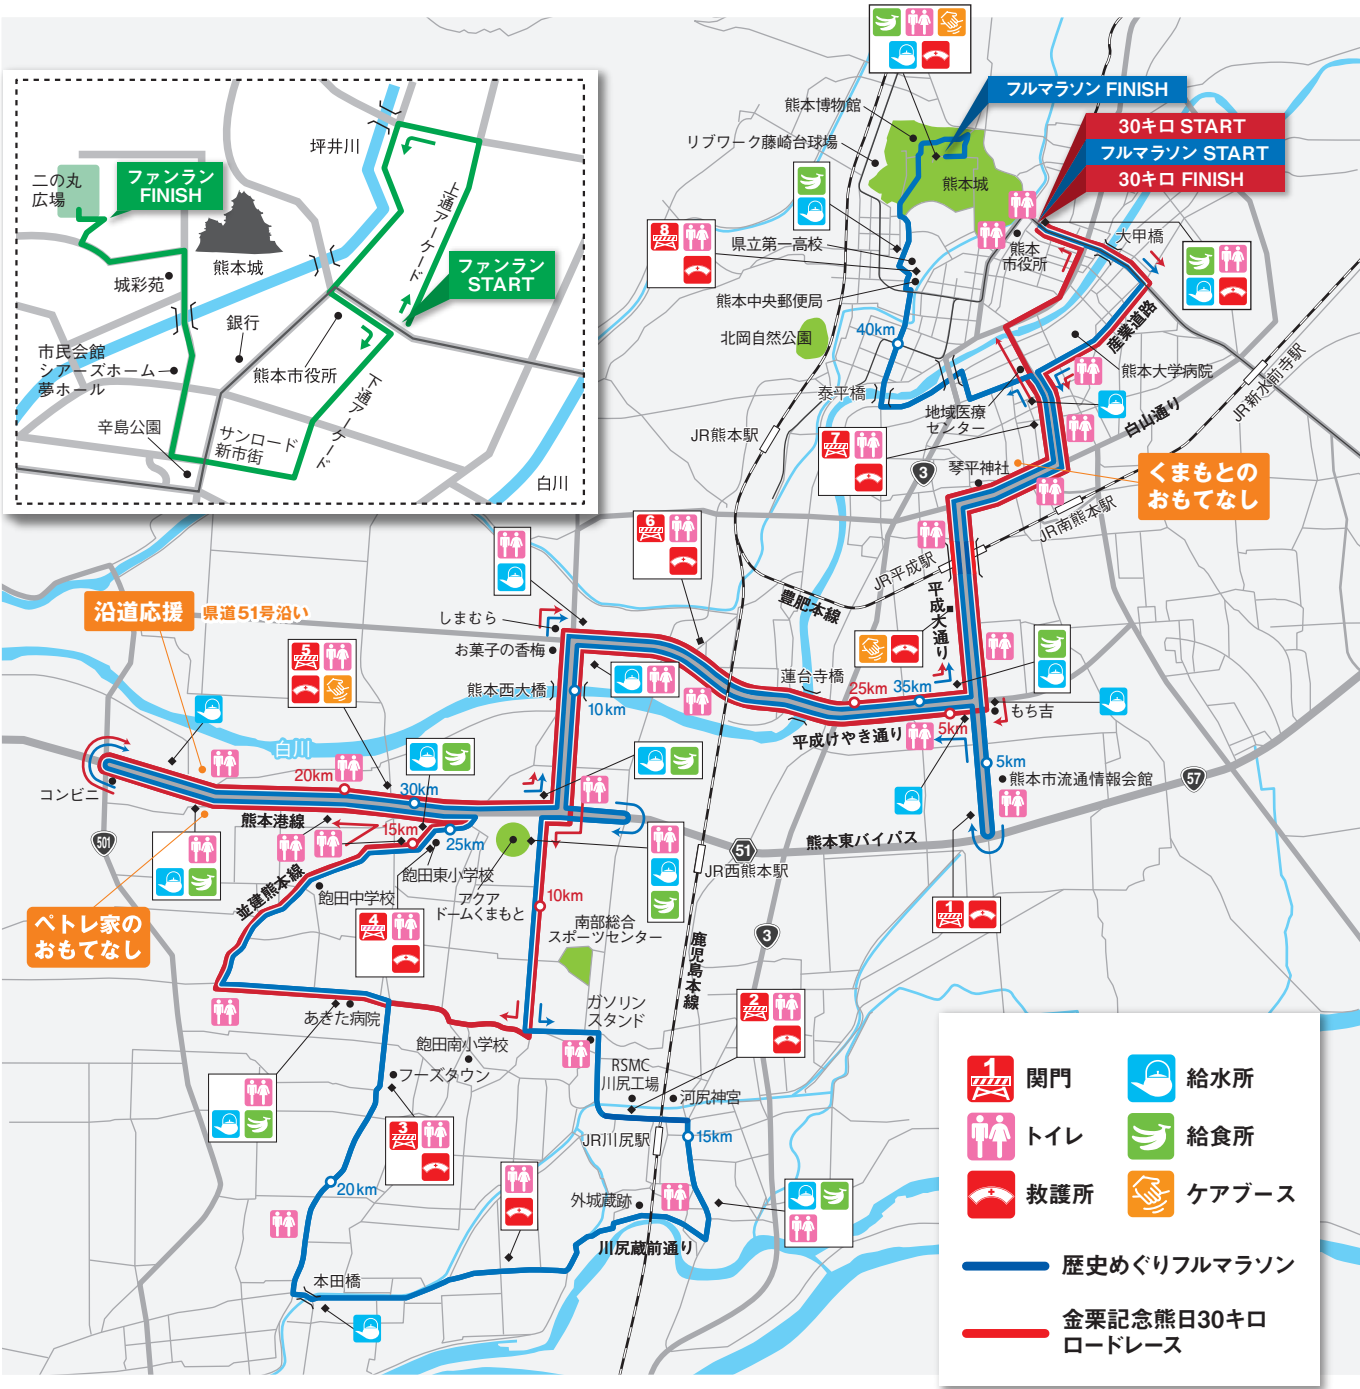 フルマラソン FINISH
30キロ START
フルマラソン START
30キロ FINISH
熊本博物館
リブワーク藤崎台球場
熊本城
県立第一高校
8
熊本
市役所
大甲橋
熊本中央郵便局
北岡自然公園
40km
産業道路
熊本大学病院
JR新水前寺駅
泰平橋
地域医療
センター
白山通り
JR熊本駅
7
3
琴平神社
くまもとの
おもてなし
JR南熊本駅
JR平成駅
豊肥本線
平成大通り
坪井川
二の丸
広場
ファンラン
FINISH
上通アーケード
熊本城
ファンラン
START
城彩苑
銀行
市民会館
シアーズホーム
夢ホール
熊本市役所
下通アーケード
辛島公園
サンロード
新市街
白川
6
沿道応援
県道51号沿い
しまむら
お菓子の香梅
5
熊本西大橋
10km
蓮台寺橋
25km
35km
もち吉
5km
平成けやき通り
5km
熊本市流通情報会館
57
白川
20km
30km
コンビニ
熊本港線
15km
25km
501
51
熊本東バイパス
JR西熊本駅
飽田東小学校
並建熊本線
飽田中学校
アクア
ドームくまもと
10km
1
ペトレ家の
おもてなし
4
南部総合
スポーツセンター
3
鹿児島本線
あきた病院
ガソリン
スタンド
2
飽田南小学校
フーズタウン
RSMC
川尻工場
河尻神宮
3
JR川尻駅
15km
20km
外城蔵跡
川尻蔵前通り
本田橋
1
関門
給水所
トイレ
給食所
救護所
ケアブース
歴史めぐりフルマラソン
金栗記念熊日30キロ
ロードレース